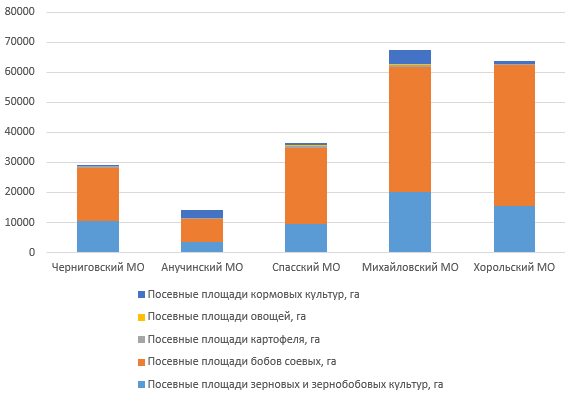 80000
70000
60000
50000
40000
30000
20000
10000
0
Черниговский МО Анучинский МО Спасский МО Михайловский МО Хорольский МО
Посевные площади кормовых культур, га
Посевные площади овощей, га
Посевные площади картофеля, га
Посевные площади бобов соевых, га
Посевные площади зерновых и зернобобовых культур, га